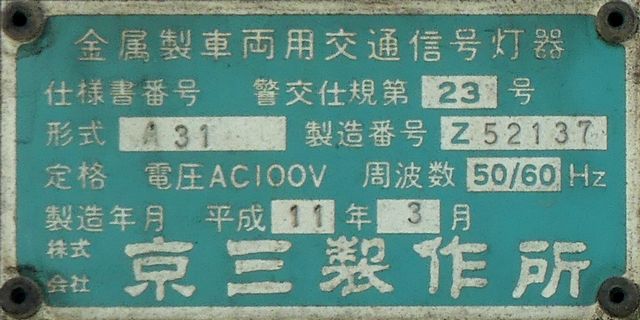 金属製車両用交通信号灯器
仕様書番号 警交仕規第 23 号
形式 A31 製造番号 Z 52137
定格 電圧AC100V 周波数 50/60 Hz
製造年月 平成 11 年 3 月
株式会社 京三製作所